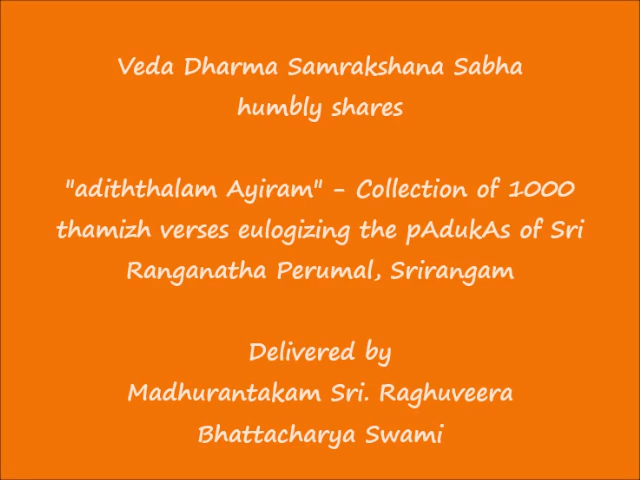 Veda Dharma Samrakshana Sabha
humbly shares
"adiththalam Ayiram" - Collection of 1000
thamizh verses eulogizing the pAdukAs of Sri
Ranganatha Perumal, Srirangam
Delivered by
Madhurantakam Sri. Raghuveera
Bhattacharya Swami